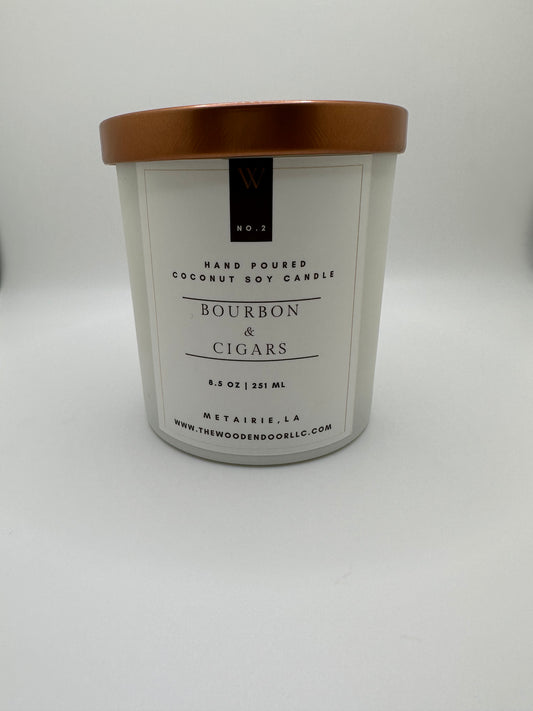 W
NO.2
HAND POURED
COCONUT SOY CANDLE
BOURBON
&
CIGARS
8.5 OZ | 251 ML
METAIRIE,LA
WWW.THEWOODENDOORLLC.COM